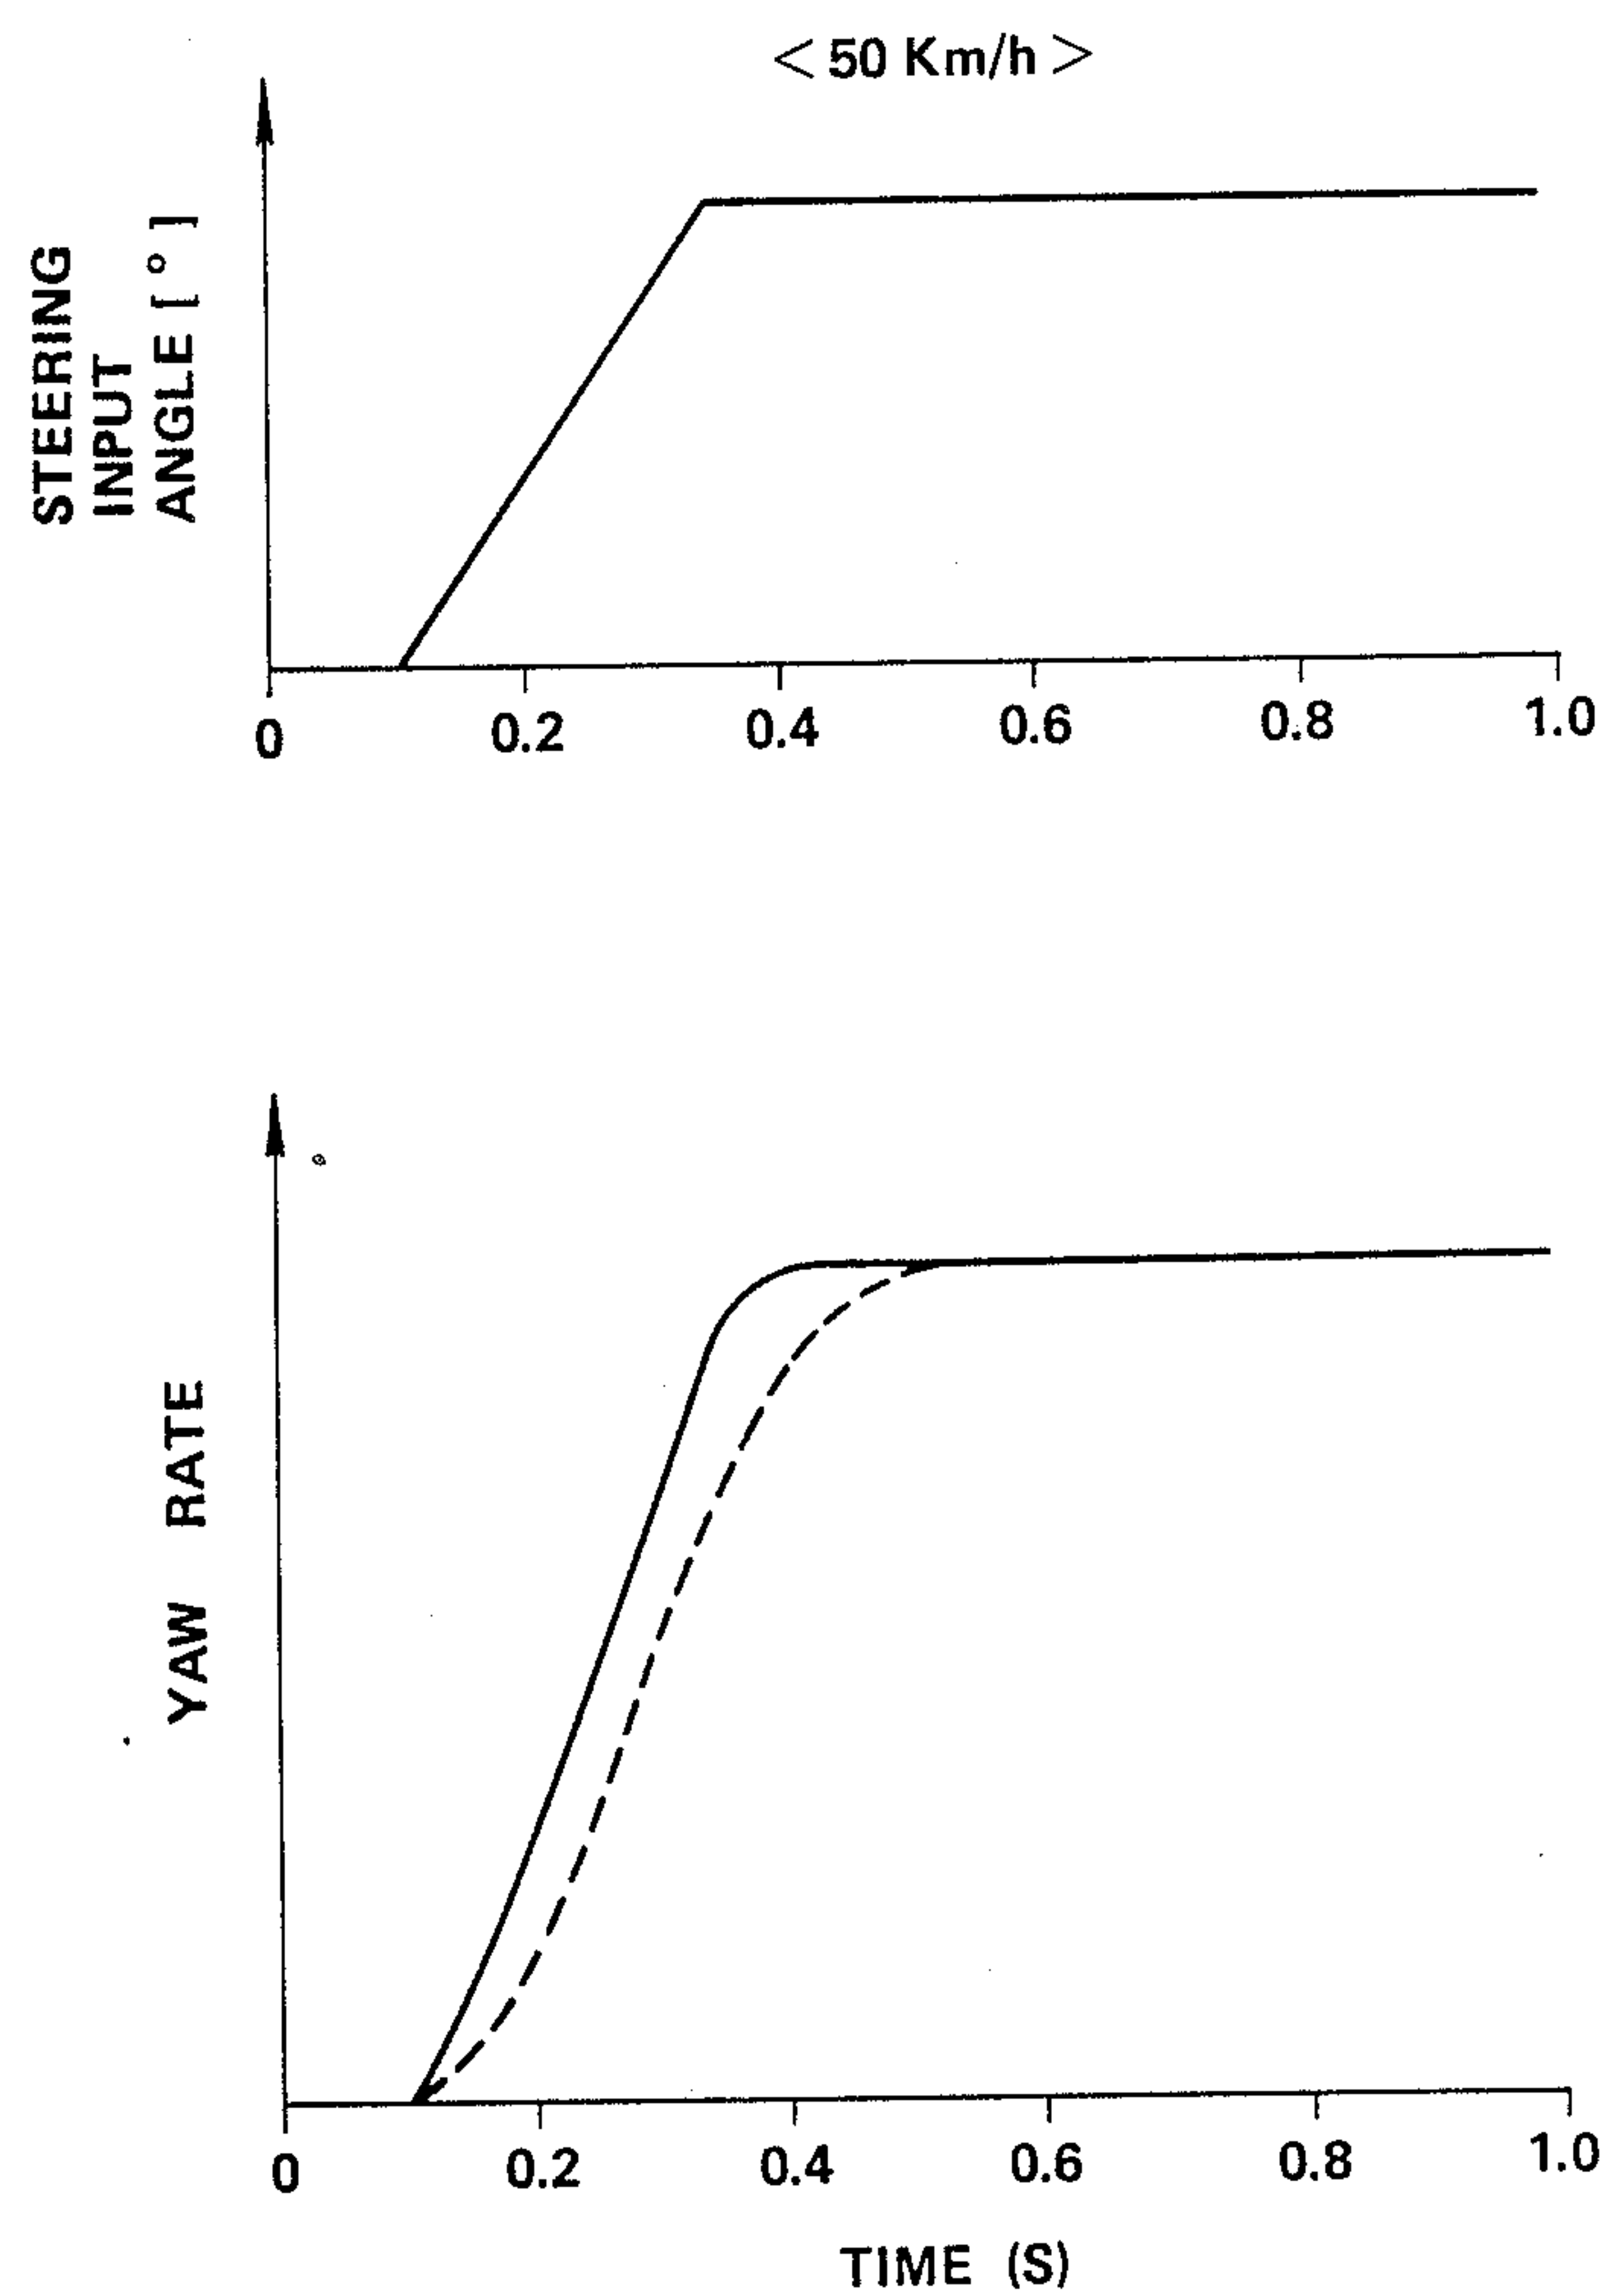 < 50 Km/h >
STEERING
INPUT
ANGLE [ ° ]
0 0.2 0.4 0.6 0.8 1.0
YAW RATE
0 0.2 0.4 0.6 0.8 1.0
TIME (S)